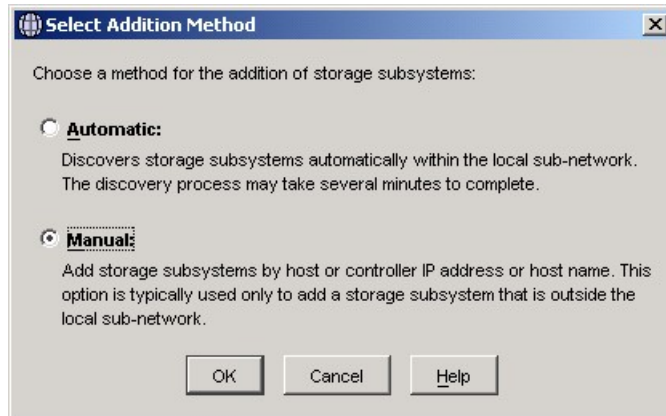 Select Addition Method
Choose a method for the addition of storage subsystems:
Automatic:
Discovers storage subsystems automatically within the local sub-network.
The discovery process may take several minutes to complete.
Manual:
Add storage subsystems by host or controller IP address or host name. This
option is typically used only to add a storage subsystem that is outside the
local sub-network.
OK Cancel Help